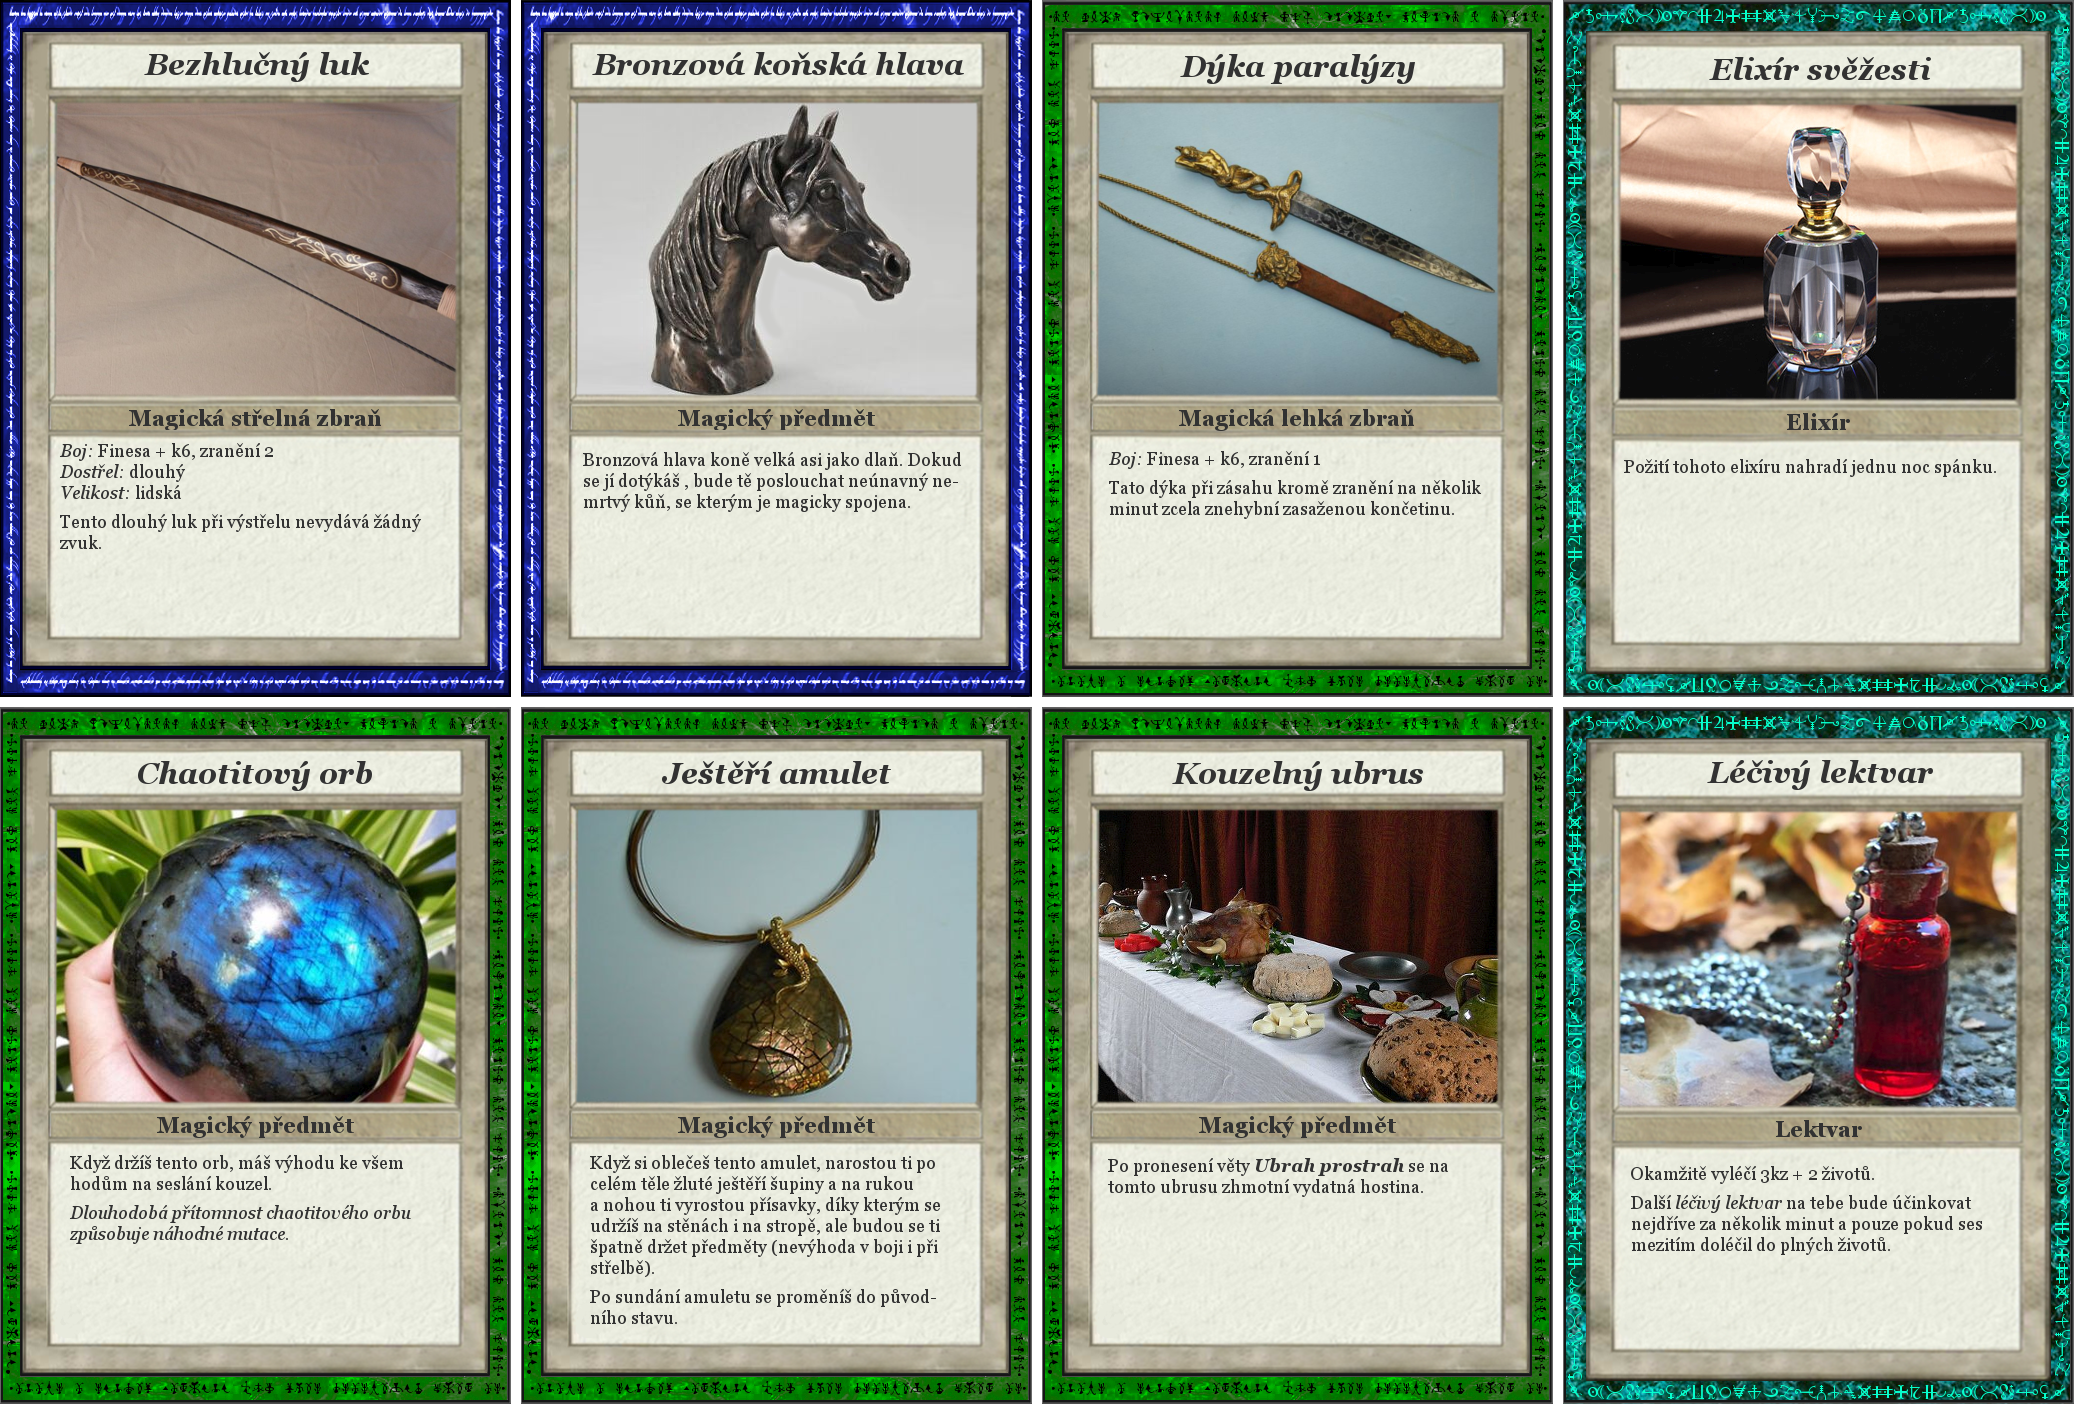 Bezhlučný luk
Magická střelná zbraň
Boj: Finesa + k6, zranění 2
Dostřel: dlouhý
Velikost: lidská
Tento dlouhý luk při výstřelu nevydává žádný
zvuk.
Bronzová koňská hlava
Magický předmět
Bronzová hlava koně velká asi jako dlaň. Dokud
se jí dotýkáš , bude tě poslouchat neúnavný ne-
mrtvý kůň, se kterým je magicky spojena.
Dýka paralýzy
Magická lehká zbraň
Boj: Finesa + k6, zranění 1
Tato dýka při zásahu kromě zranění na několik
minut zcela znehybní zasaženou končetinu.
Elixír svěžesti
Elixír
Požití tohoto elixíru nahradí jednu noc spánku.
Chaotitový orb
Magický předmět
Když držíš tento orb, máš výhodu ke všem
hodům na seslání kouzel.
Dlouhodobá přítomnost chaotitového orbu
způsobuje náhodné mutace.
Ještěří amulet
Magický předmět
Když si oblečeš tento amulet, narostou ti po
celém těle žluté ještěří šupiny a na rukou
a nohou ti vyrostou přísavky, díky kterým se
udržíš na stěnách i na stropě, ale budou se ti
špatně držet předměty (nevýhoda v boji i při
střelbě).
Po sundání amuletu se proměníš do původ-
ního stavu.
Kouzelný ubrus
Magický předmět
Po pronesení věty Ubrah prostrah se na
tomto ubrusu zhmotní vydatná hostina.
Léčivý lektvar
Lektvar
Okamžitě vyléčí 3kz + 2 životů.
Další léčivý lektvar na tebe bude účinkovat
nejdříve za několik minut a pouze pokud ses
mezitím doléčil do plných životů.